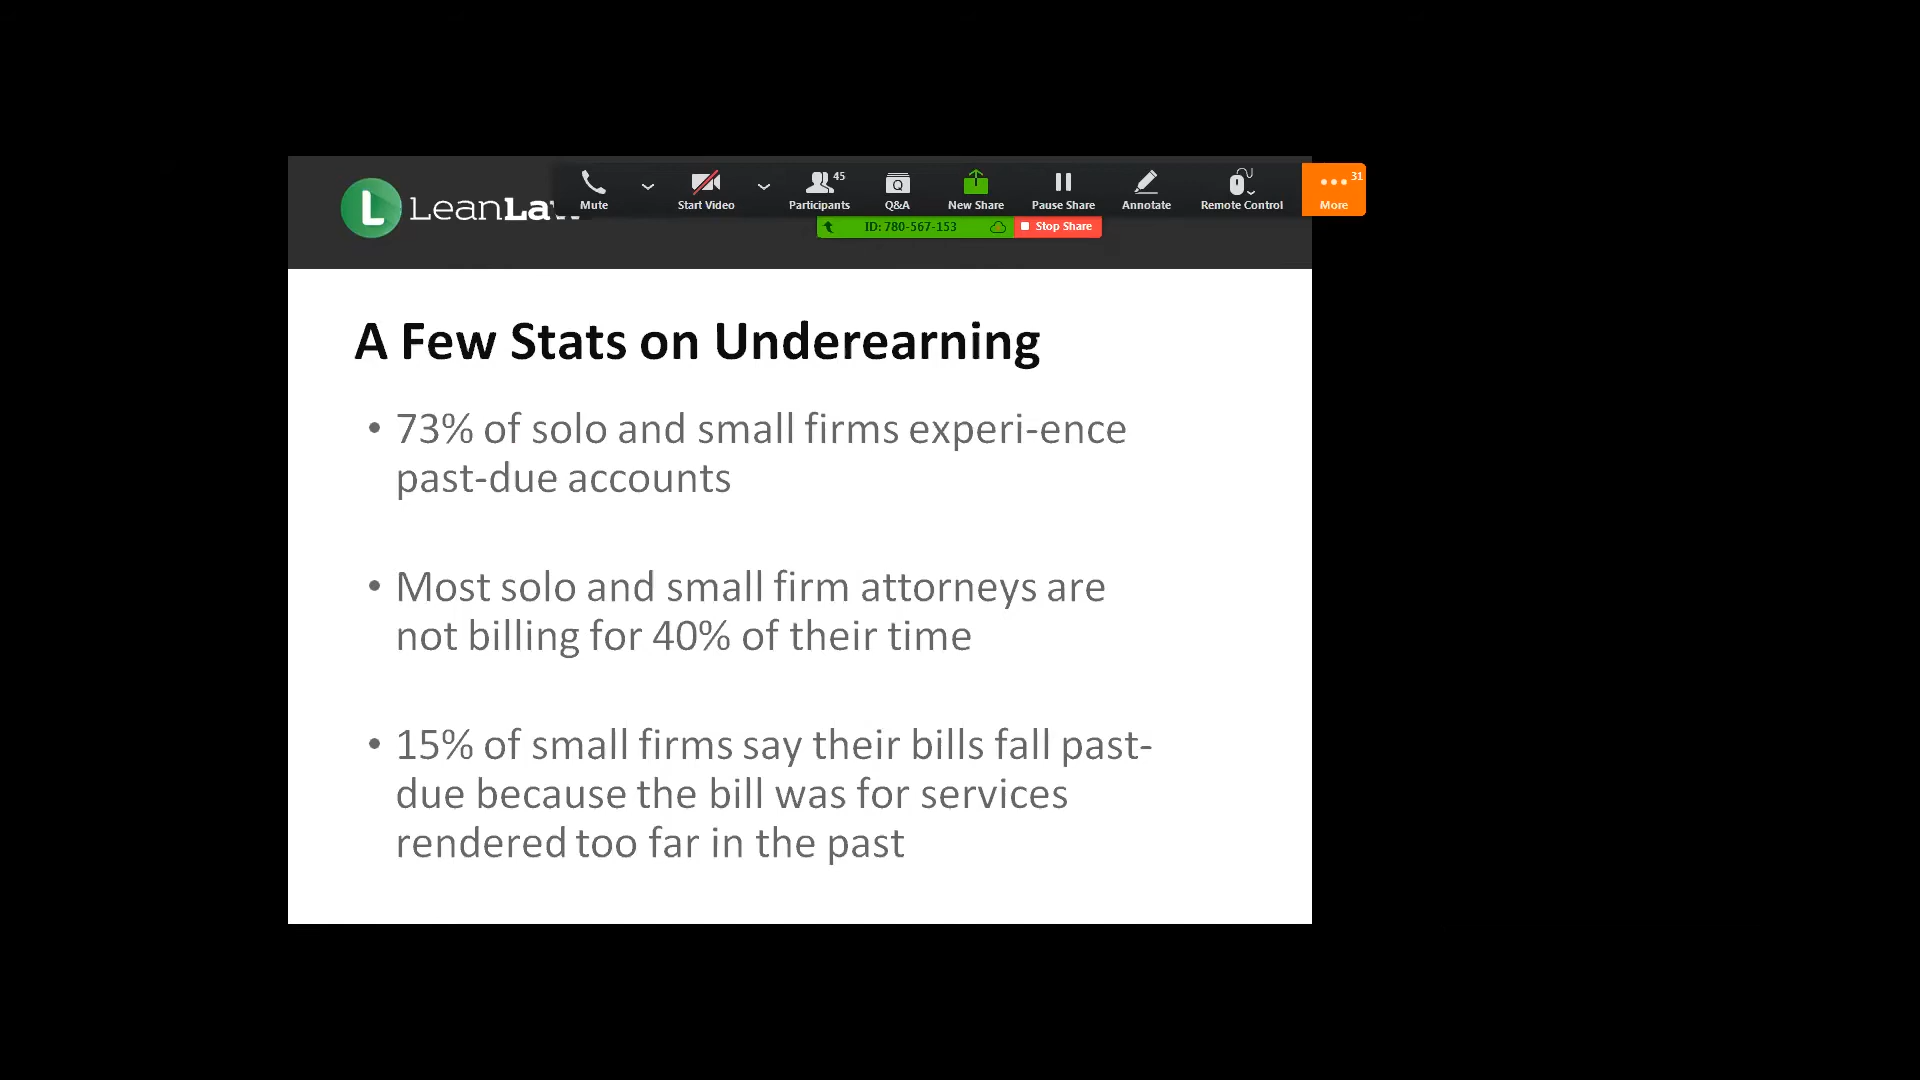 LeanLaw
Mute
Start Video
45
Participants
Q
Q&A
New Share
Pause Share
Annotate
Remote Control
31
More
ID: 780-567-153
Stop Share
A Few Stats on Underearning
• 73% of solo and small firms experi-ence
past-due accounts
• Most solo and small firm attorneys are
not billing for 40% of their time
• 15% of small firms say their bills fall past-
due because the bill was for services
rendered too far in the past